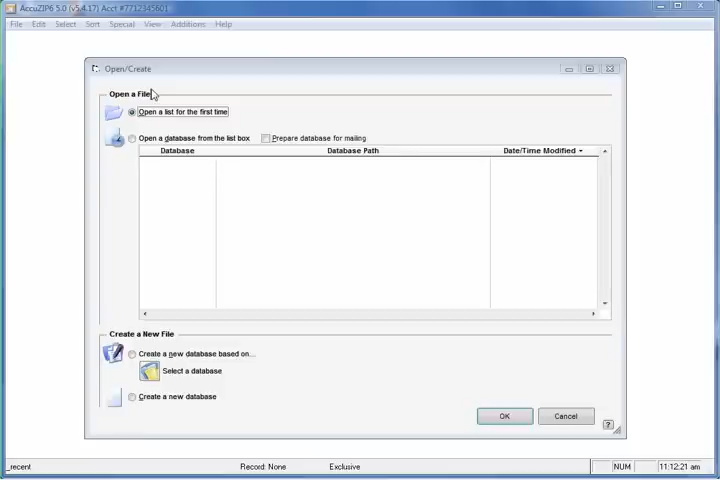 AccuZIP6 5.0 (v5.4.17) Acct #7712345601
File Edit Select Sort Special View Additions: Help
Open/Create
Open a File
Open a list for the first time
Open a database from the list box Prepare database for mailing
Database Database Path Date/Time Modified
Create a New File
Create a new database based on...
Select a database
Create a new database
OK Cancel
?
_recent Record: None Exclusive NUM 11:12:21 am